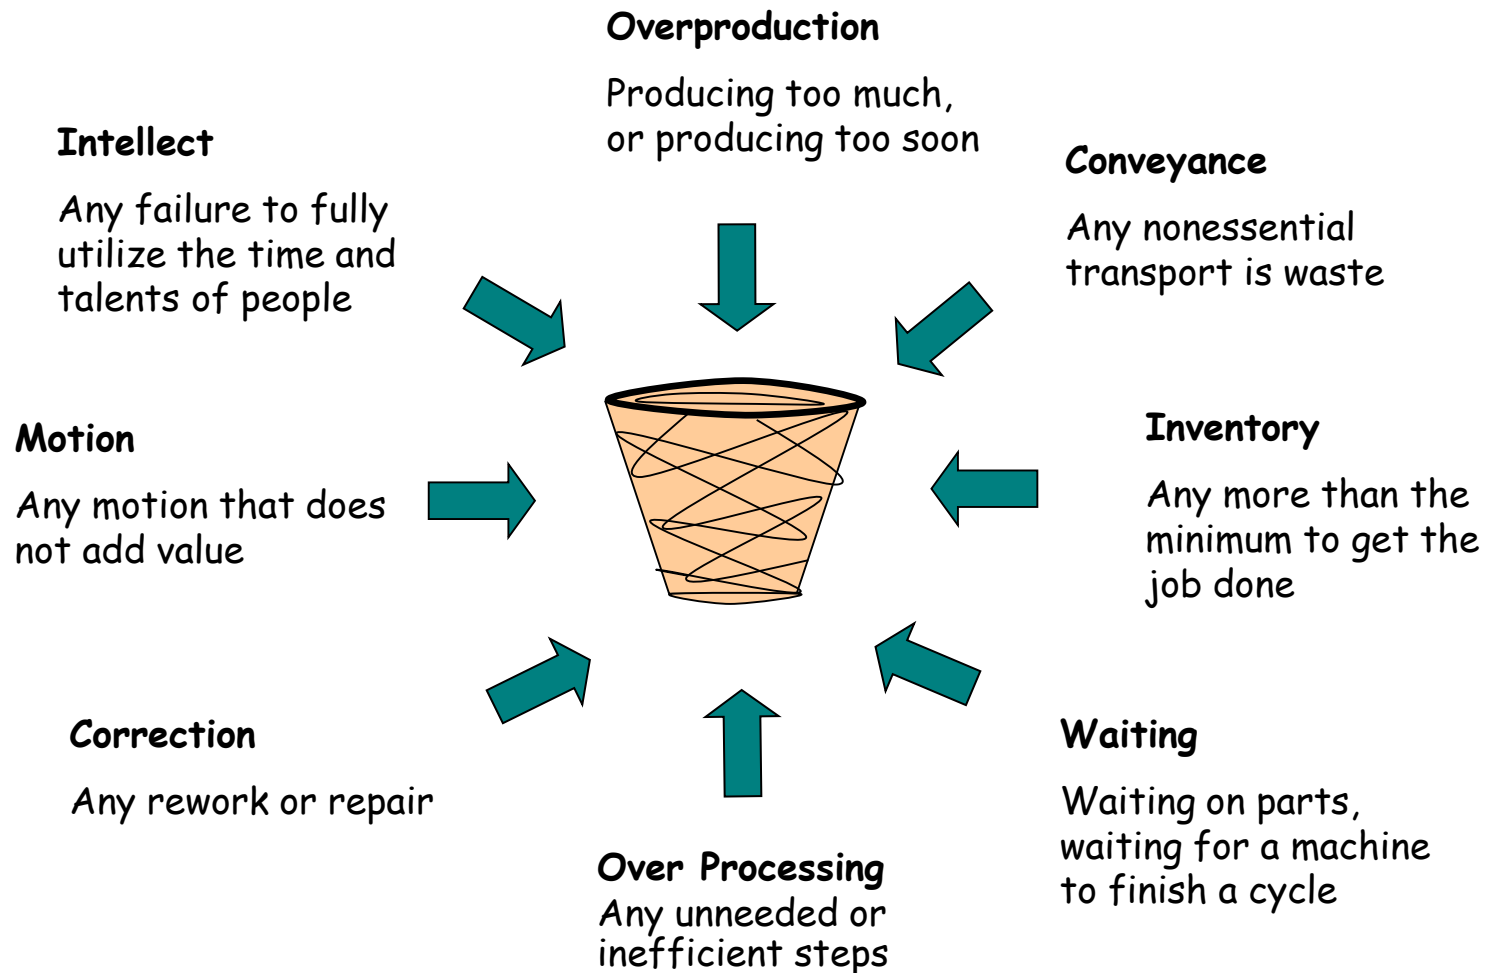 Overproduction
Producing too much,
or producing too soon
Intellect
Any failure to fully
utilize the time and
talents of people
Conveyance
Any nonessential
transport is waste
Motion
Any motion that does
not add value
Inventory
Any more than the
minimum to get the
job done
Correction
Any rework or repair
Waiting
Waiting on parts,
waiting for a machine
to finish a cycle
Over Processing
Any unneeded or
inefficient steps